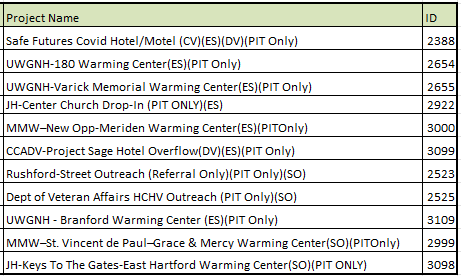 Project Name ID
Safe Futures Covid Hotel/Motel (CV)(ES)(DV)(PIT Only) 2388
UWGNH-180 Warming Center(ES)(PIT Only) 2654
UWGNH-Varick Memorial Warming Center(ES)(PIT Only) 2655
JH-Center Church Drop-In (PIT ONLY)(ES) 2922
MMW–New Opp-Meriden Warming Center(ES)(PITOnly) 3000
CCADV-Project Sage Hotel Overflow(DV)(ES)(PIT Only) 3099
Rushford-Street Outreach (Referral Only)(PIT Only)(SO) 2523
Dept of Veteran Affairs HCHV Outreach (PIT Only)(SO) 2525
UWGNH - Branford Warming Center (ES)(PIT Only) 3109
MMW–St. Vincent de Paul–Grace & Mercy Warming Center(SO)(PITOnly) 2999
JH-Keys To The Gates-East Hartford Warming Center(SO)(PIT ONLY) 3098